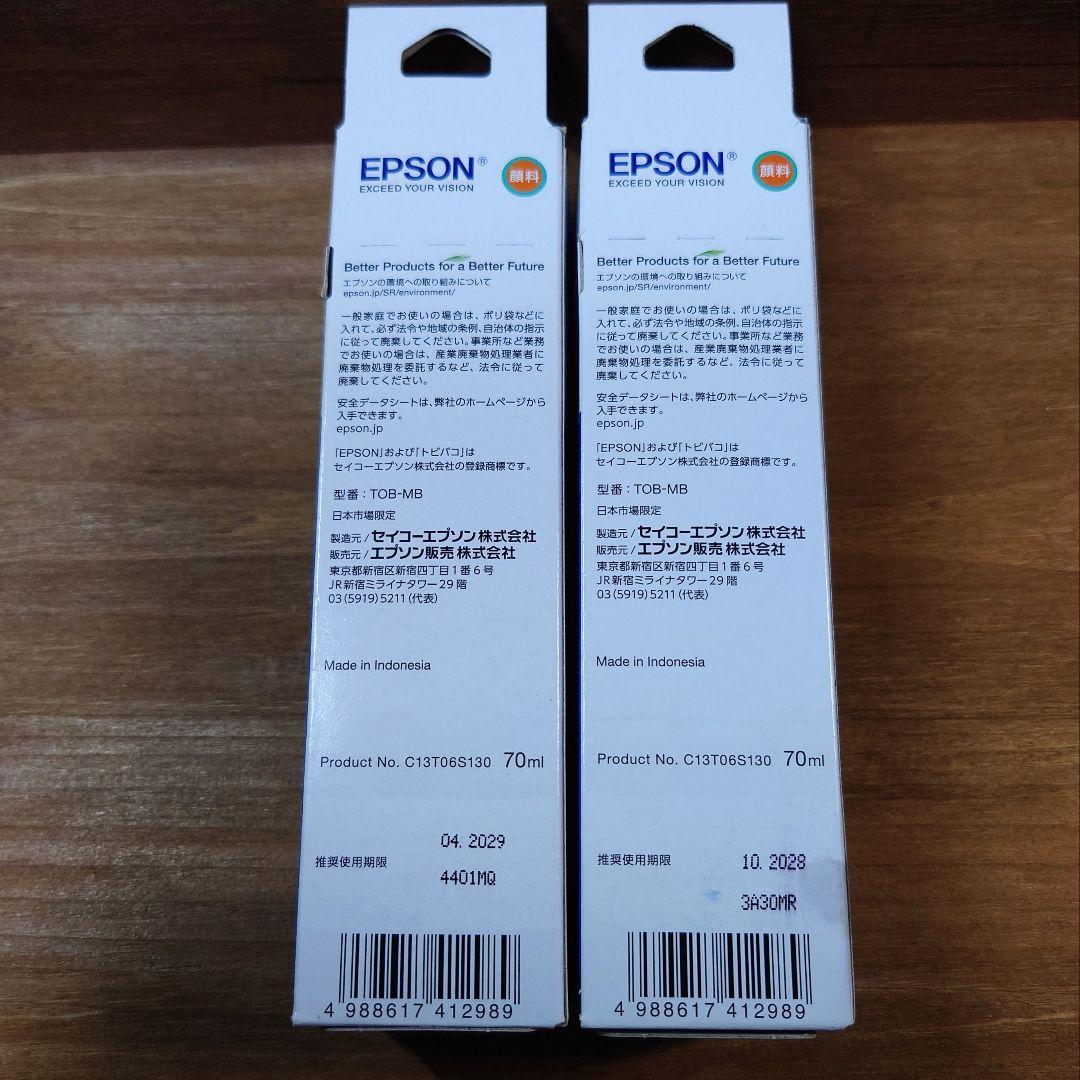 EPSON®
EXCEED YOUR VISION
顔料
Better Products for a Better Future
エプソンの環境への取り組みについて
epson.jp/SR/environment/
一般家庭でお使いの場合は、ポリ袋などに
入れて、必ず法令や地域の条例、自治体の指示
に従って廃棄してください。事業所など業務
でお使いの場合は、産業廃棄物処理業者に
廃棄物処理を委託するなど、法令に従って
廃棄してください。
安全データシートは、弊社のホームページから
入手できます。
epson.jp
「EPSON」および「トビバコ」は
セイコーエプソン株式会社の登録商標です。
型番：TOB-MB
日本市場限定
製造元/セイコーエプソン株式会社
販売元/エプソン販売株式会社
東京都新宿区新宿四丁目1番6号
JR新宿ミライナタワー29階
03(5919)5211(代表)
Made in Indonesia
Product No. C13T06S130 70ml
04. 2029
推奨使用期限
4401MQ
4 988617 412989
EPSON®
EXCEED YOUR VISION
顔料
Better Products for a Better Future
エプソンの環境への取り組みについて
epson.jp/SR/environment/
一般家庭でお使いの場合は、ポリ袋などに
入れて、必ず法令や地域の条例、自治体の指示
に従って廃棄してください。事業所など業務
でお使いの場合は、産業廃棄物処理業者に
廃棄物処理を委託するなど、法令に従って
廃棄してください。
安全データシートは、弊社のホームページから
入手できます。
epson.jp
「EPSON」および「トビバコ」は
セイコーエプソン株式会社の登録商標です。
型番：TOB-MB
日本市場限定
製造元/セイコーエプソン株式会社
販売元/エプソン販売株式会社
東京都新宿区新宿四丁目1番6号
JR新宿ミライナタワー29階
03(5919)5211(代表)
Made in Indonesia
Product No. C13T06S130 70ml
推奨使用期限 10. 2028
3A30MR
4 988617 412989